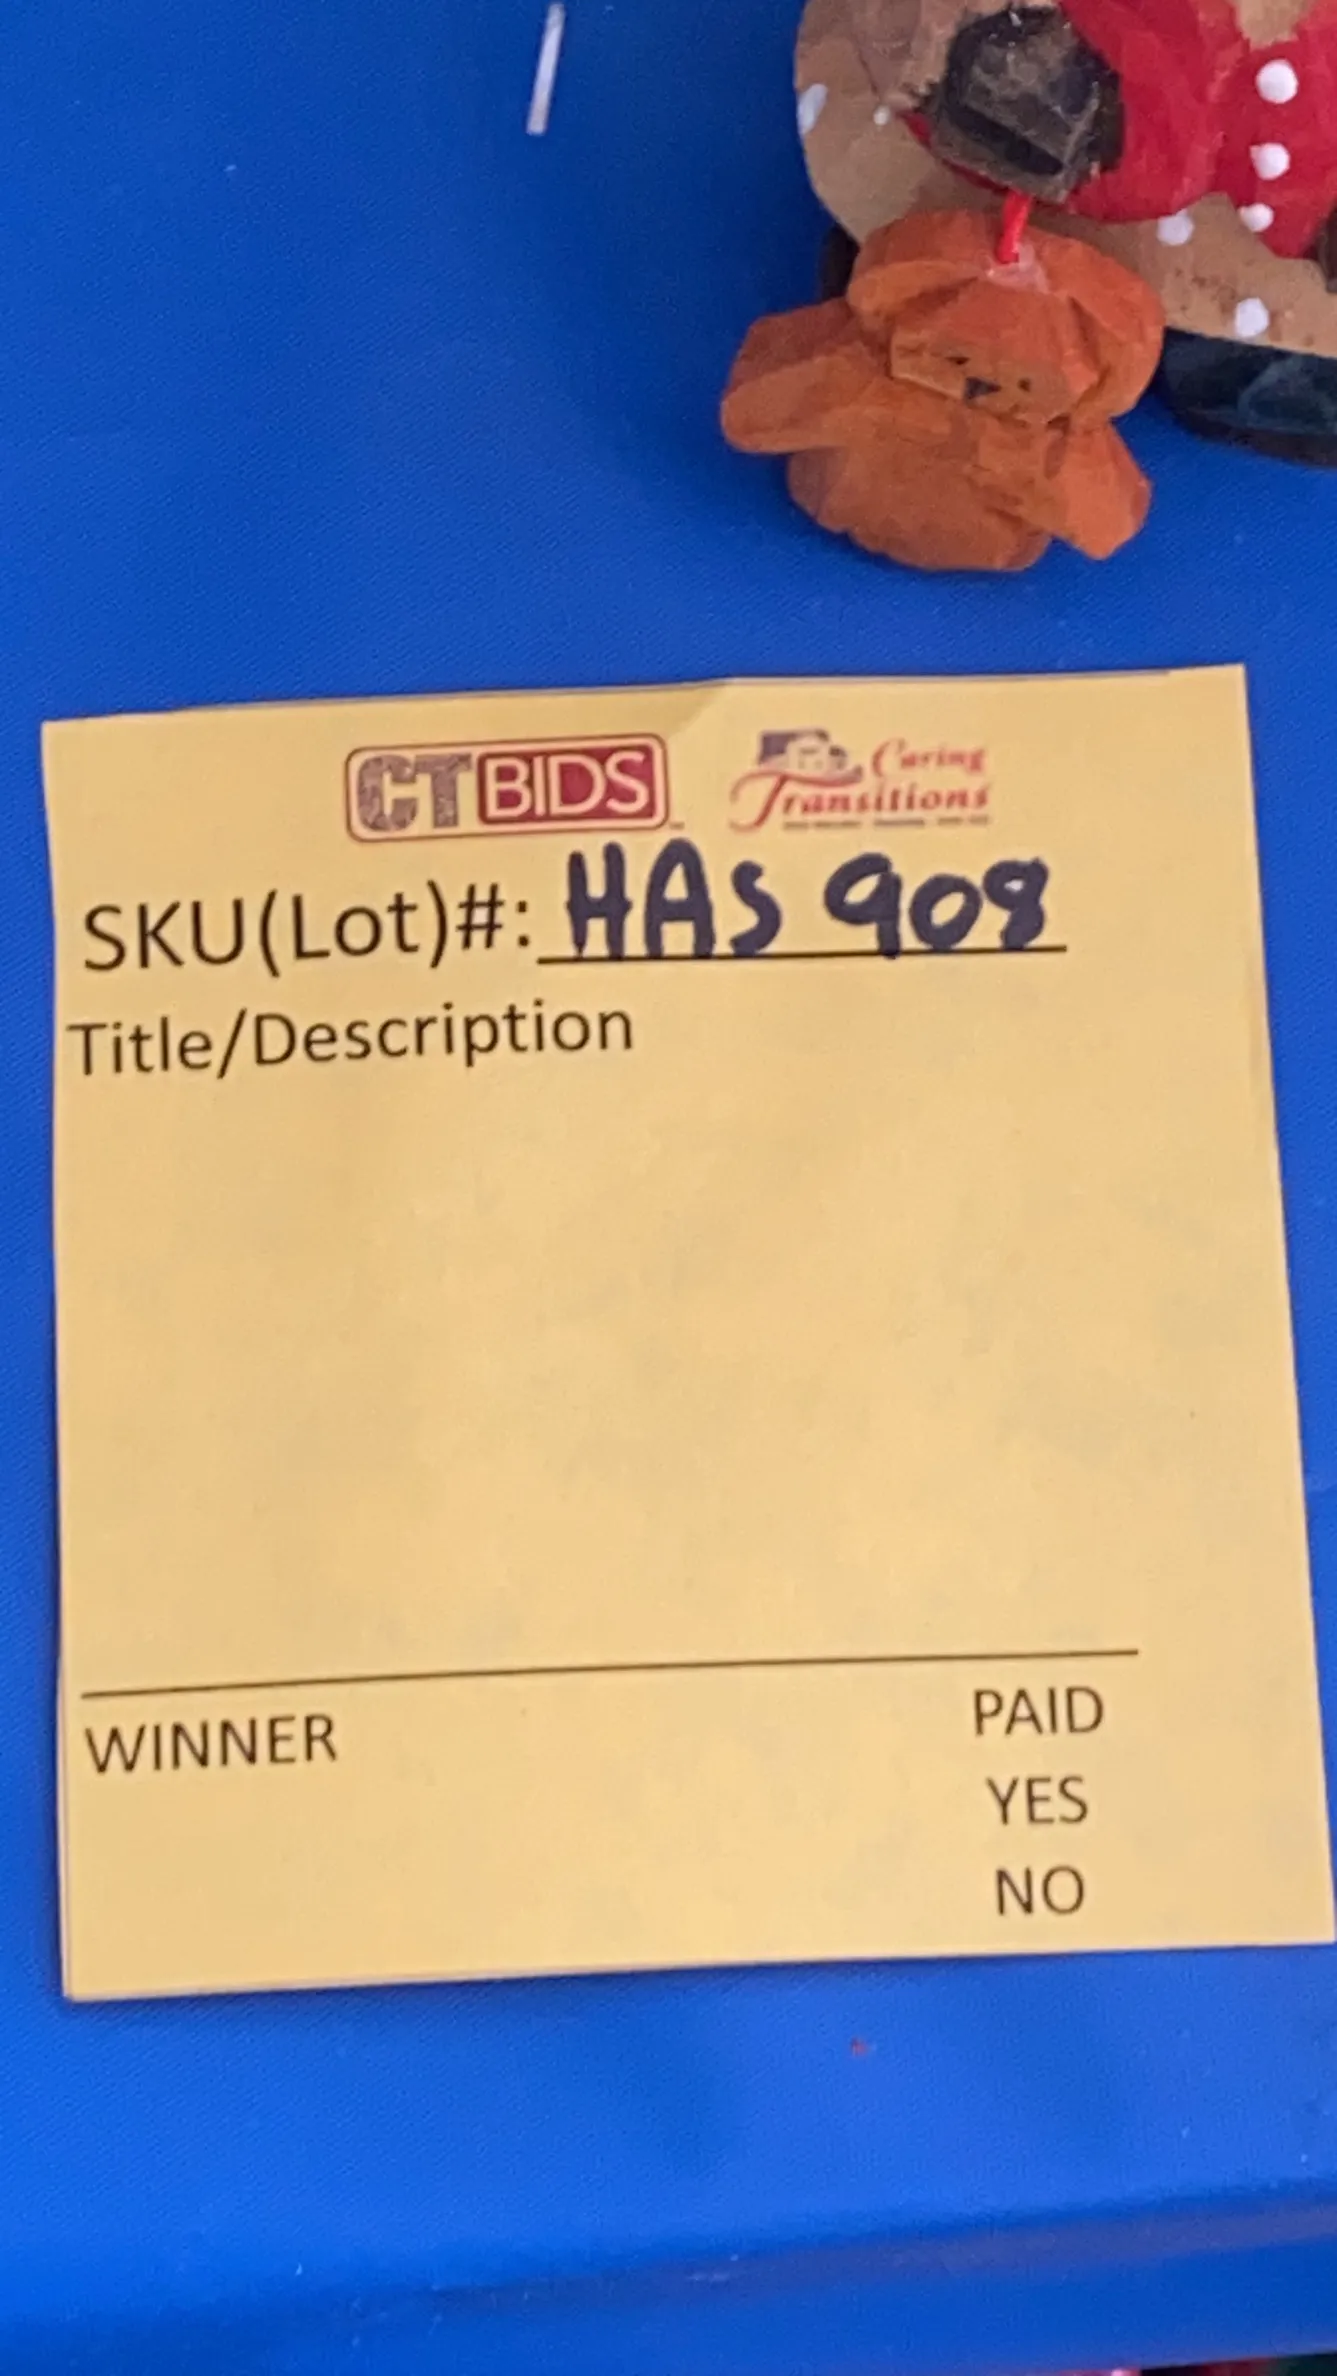 CTBIDS
Caring
Transitions
SKU(Lot)#: HAS 908
Title/Description
WINNER
PAID
YES
NO